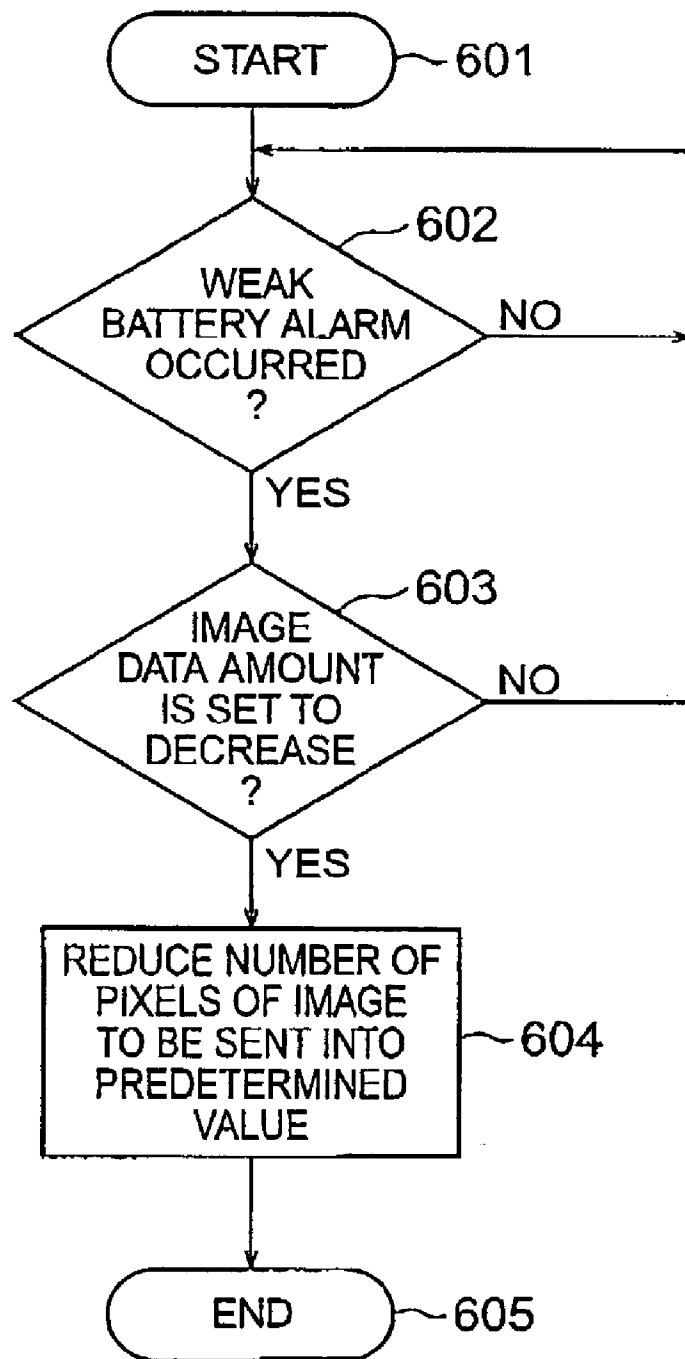 START
601
602
WEAK
BATTERY ALARM
OCCURRED
?
NO
YES
603
IMAGE
DATA AMOUNT
IS SET TO
DECREASE
?
NO
YES
REDUCE NUMBER OF
PIXELS OF IMAGE
TO BE SENT INTO
PREDETERMINED
VALUE
604
END
605